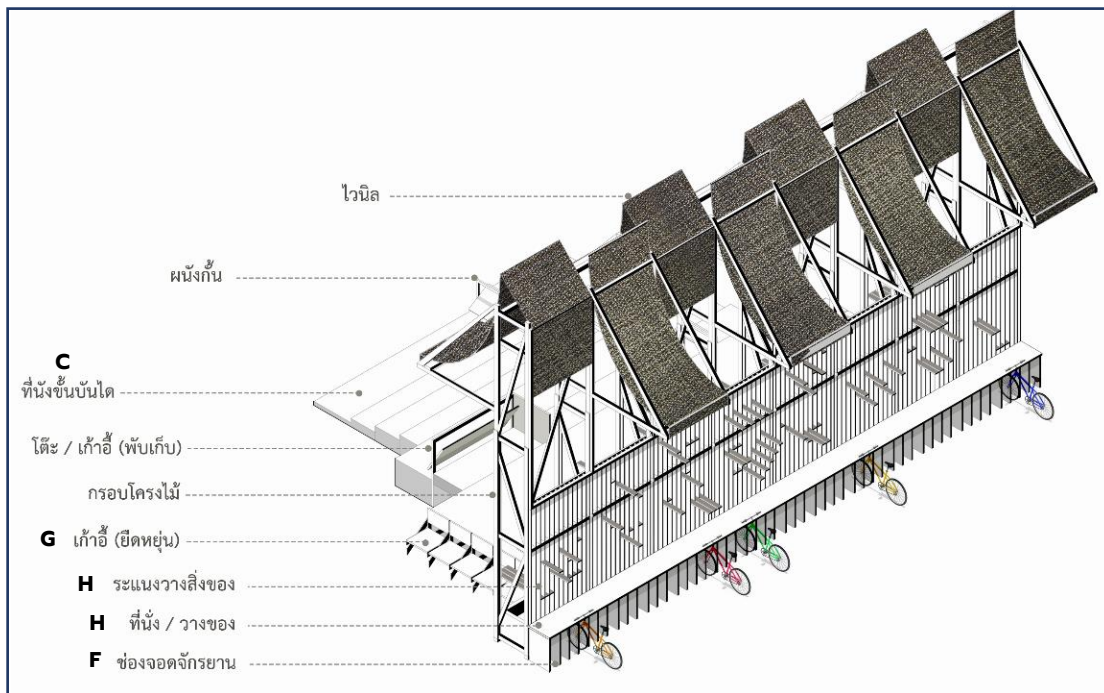 ไวนิล
ผนังกั้น
C
ที่นั่งขั้นบันได
โต๊ะ / เก้าอี้ (พับเก็บ)
กรอบโครงไม้
G เก้าอี้ (ยืดหยุ่น)
H ระแนงวางสิ่งของ
H ที่นั่ง / วางของ
F ช่องจอดจักรยาน